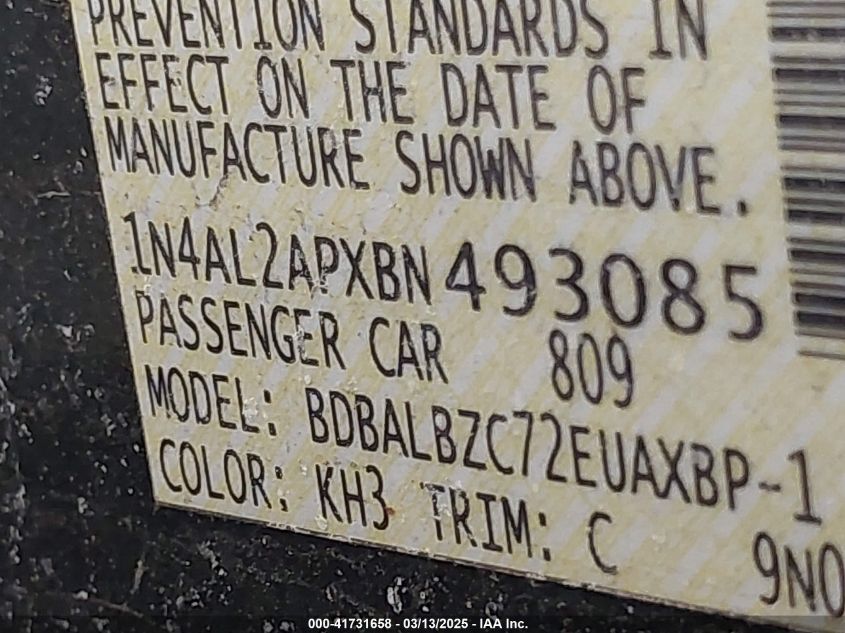 PREVENTION STANDARDS IN
EFFECT ON THE DATE OF
MANUFACTURE SHOWN ABOVE.
1N4AL2APXBN493085
PASSENGER CAR 809
MODEL: BDBALBZC72EUAXBP-1
COLOR: KH3 TRIM: C 9N0
000-41731658 - 03/13/2025 - IAA Inc.